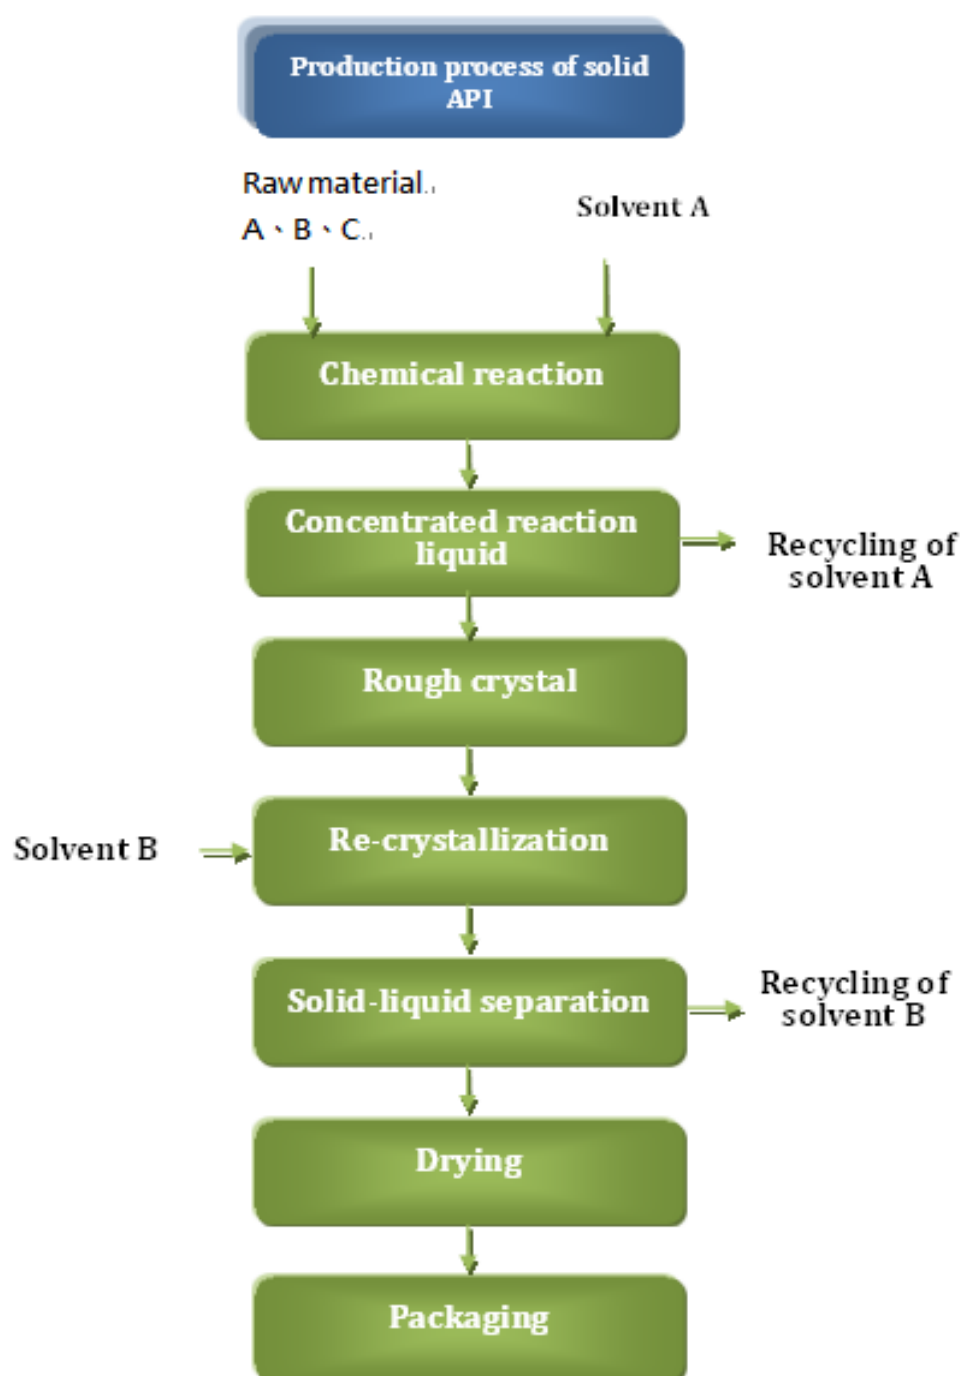 Production process of solid
API
Raw material
A、B、C
Solvent A
Chemical reaction
Concentrated reaction
liquid
Recycling of
solvent A
Rough crystal
Solvent B
Re-crystallization
Solid-liquid separation
Recycling of
solvent B
Drying
Packaging